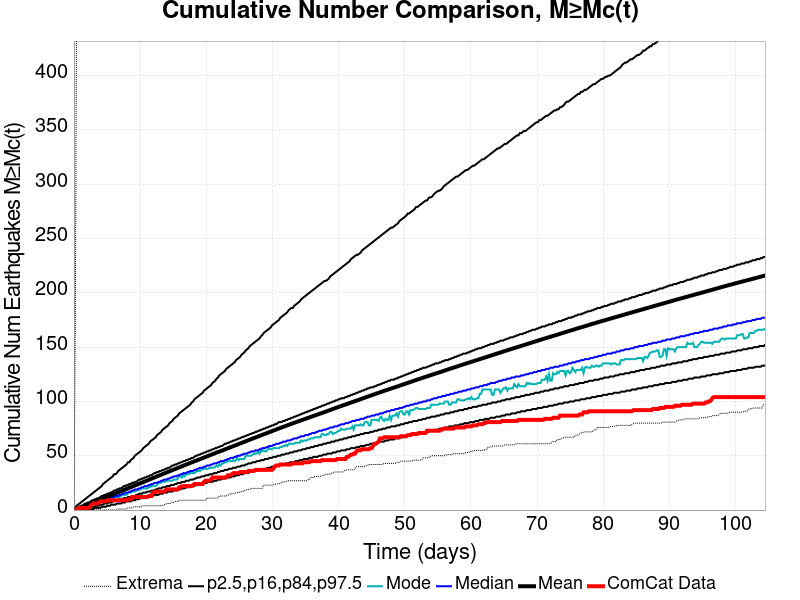 Cumulative Number Comparison, M≥Mc(t)
Cumulative Num Earthquakes M≥Mc(t)
400
350
300
250
200
150
100
50
0
0 10 20 30 40 50 60 70 80 90 100
Time (days)
Extrema p2.5,p16,p84,p97.5 Mode Median Mean ComCat Data